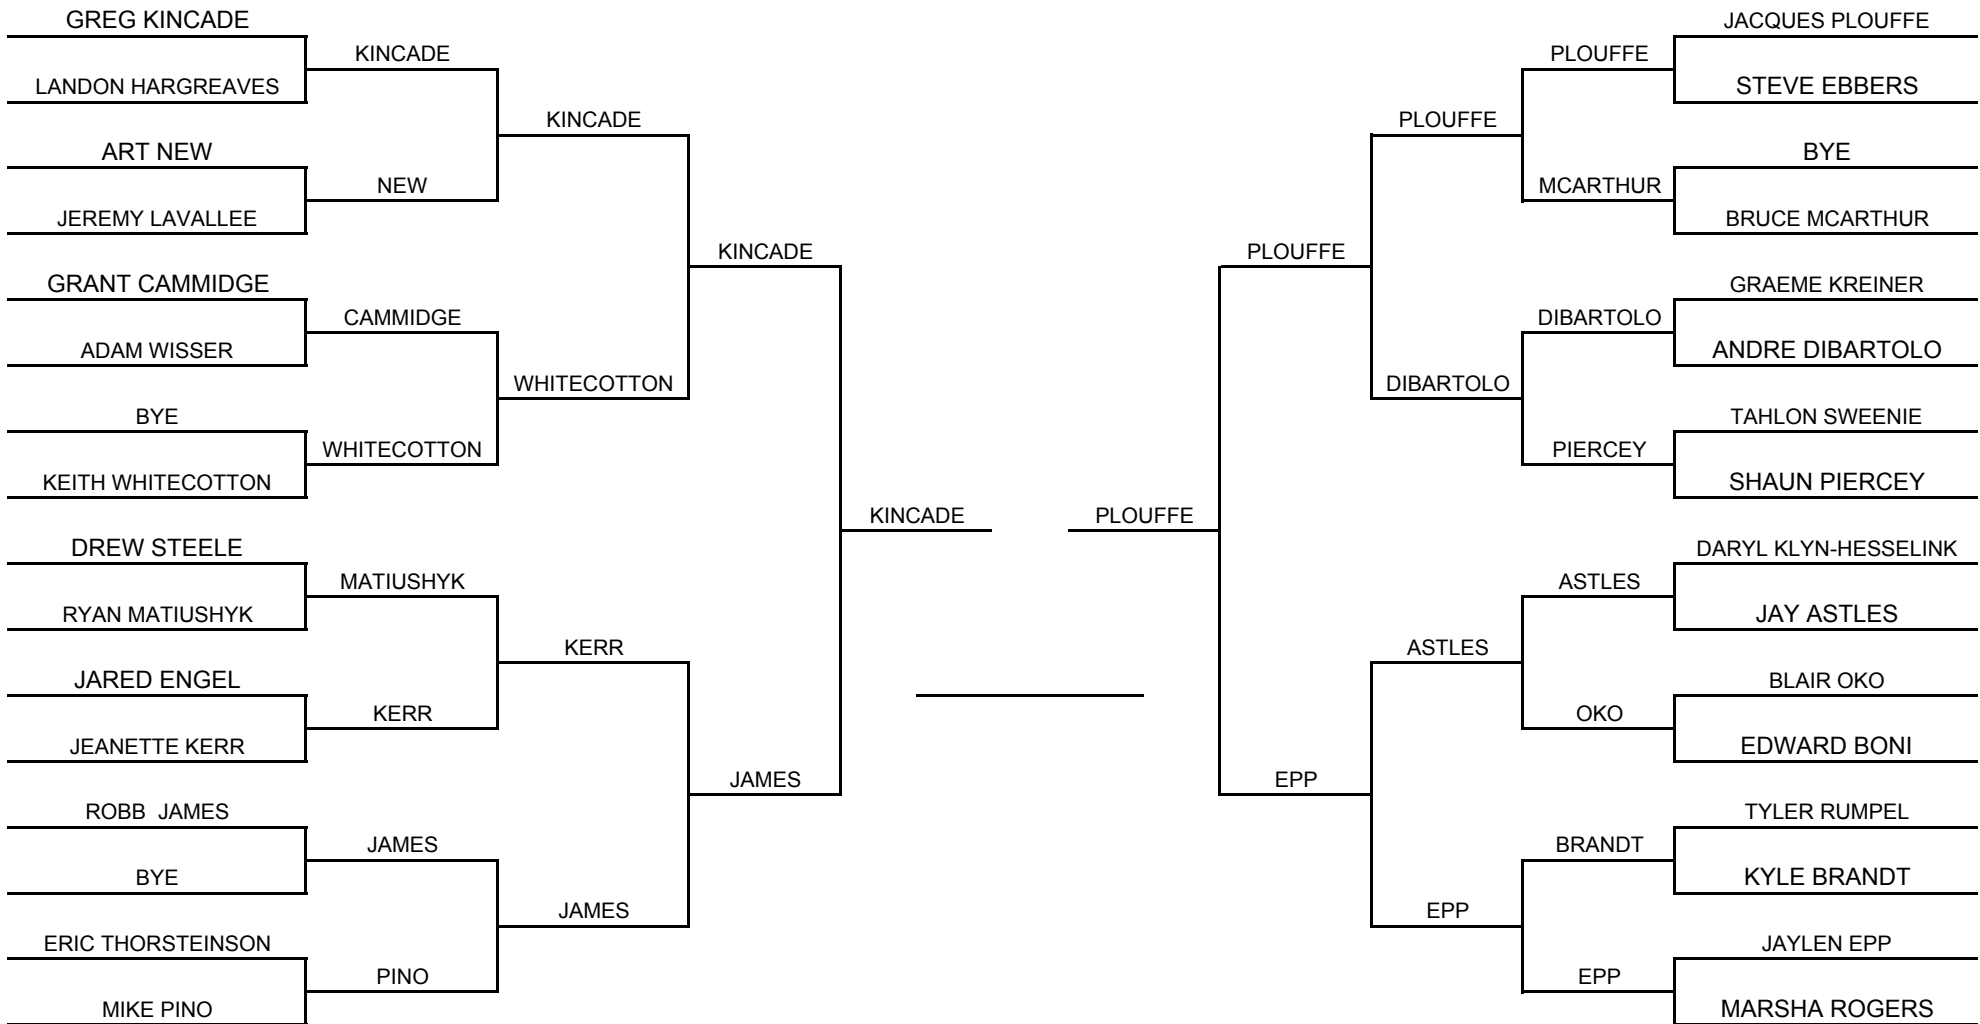 GREG KINCADE
LANDON HARGREAVES
ART NEW
JEREMY LAVALLEE
GRANT CAMMIDGE
ADAM WISSER
BYE
KEITH WHITECOTTON
DREW STEELE
RYAN MATIUSHYK
JARED ENGEL
JEANETTE KERR
ROBB  JAMES
BYE
ERIC THORSTEINSON
MIKE PINO
KINCADE
NEW
CAMMIDGE
WHITECOTTON
MATIUSHYK
KERR
JAMES
PINO
KINCADE
WHITECOTTON
KERR
JAMES
KINCADE
JAMES
KINCADE
PLOUFFE
PLOUFFE
EPP
PLOUFFE
DIBARTOLO
ASTLES
EPP
PLOUFFE
MCARTHUR
DIBARTOLO
PIERCEY
ASTLES
OKO
BRANDT
EPP
JACQUES PLOUFFE
STEVE EBBERS
BYE
BRUCE MCARTHUR
GRAEME KREINER
ANDRE DIBARTOLO
TAHLON SWEENIE
SHAUN PIERCEY
DARYL KLYN-HESSELINK
JAY ASTLES
BLAIR OKO
EDWARD BONI
TYLER RUMPEL
KYLE BRANDT
JAYLEN EPP
MARSHA ROGERS